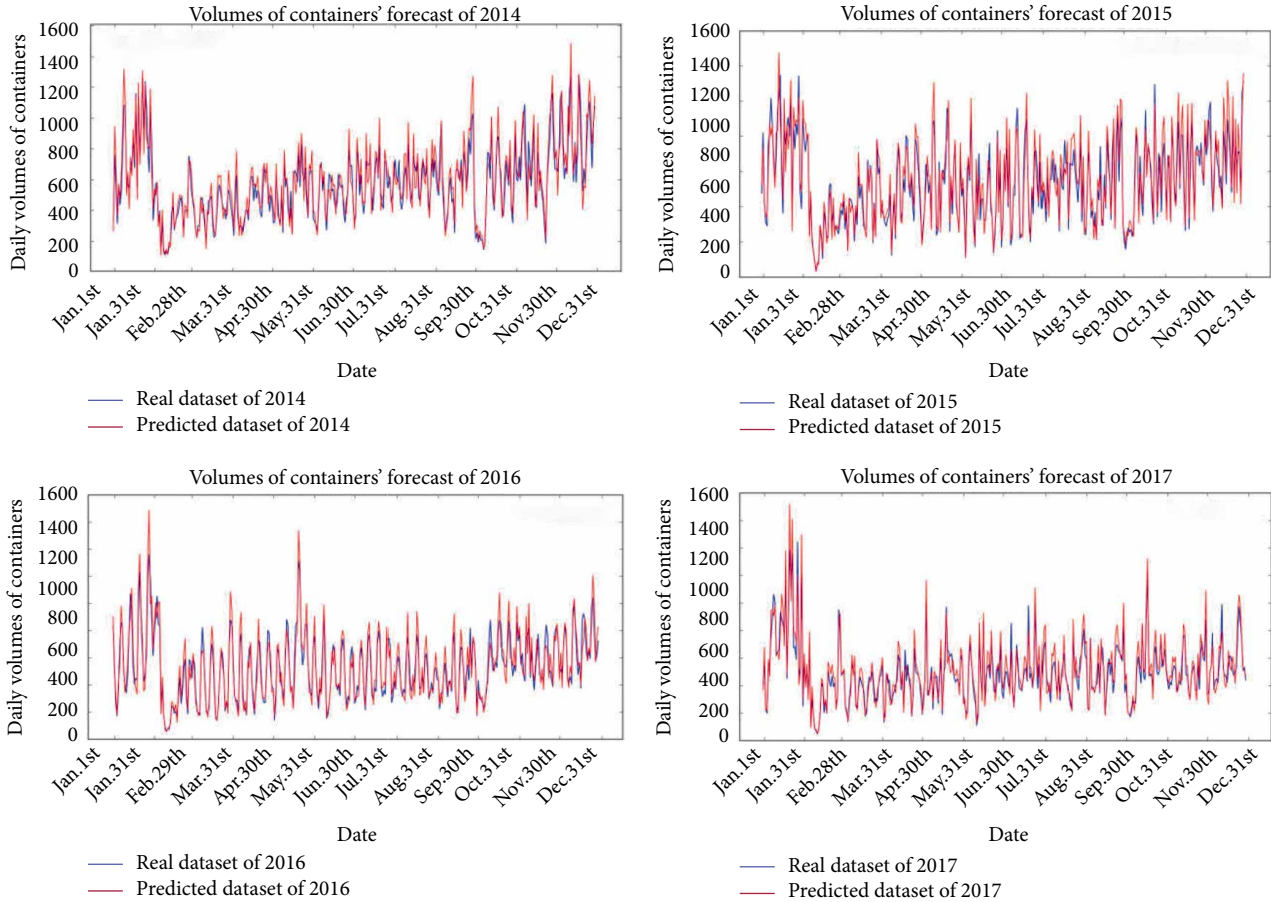 Volumes of containers' forecast of 2014
Daily volumes of containers
1600
1400
1200
1000
800
600
400
200
0
Jan.1st
Jan.31st
Feb.28th
Mar.31st
Apr.30th
May.31st
Jun.30th
Jul.31st
Aug.31st
Sep.30th
Oct.31st
Nov.30th
Dec.31st
Date
Real dataset of 2014
Predicted dataset of 2014
Volumes of containers' forecast of 2015
Daily volumes of containers
1600
1400
1200
1000
800
600
400
200
0
Jan.1st
Jan.31st
Feb.28th
Mar.31st
Apr.30th
May.31st
Jun.30th
Jul.31st
Aug.31st
Sep.30th
Oct.31st
Nov.30th
Dec.31st
Date
Real dataset of 2015
Predicted dataset of 2015
Volumes of containers' forecast of 2016
Daily volumes of containers
1600
1400
1200
1000
800
600
400
200
0
Jan.1st
Jan.31st
Feb.29th
Mar.31st
Apr.30th
May.31st
Jun.30th
Jul.31st
Aug.31st
Sep.30th
Oct.31st
Nov.30th
Dec.31st
Date
Real dataset of 2016
Predicted dataset of 2016
Volumes of containers' forecast of 2017
Daily volumes of containers
1600
1400
1200
1000
800
600
400
200
0
Jan.1st
Jan.31st
Feb.28th
Mar.31st
Apr.30th
May.31st
Jun.30th
Jul.31st
Aug.31st
Sep.30th
Oct.31st
Nov.30th
Dec.31st
Date
Real dataset of 2017
Predicted dataset of 2017